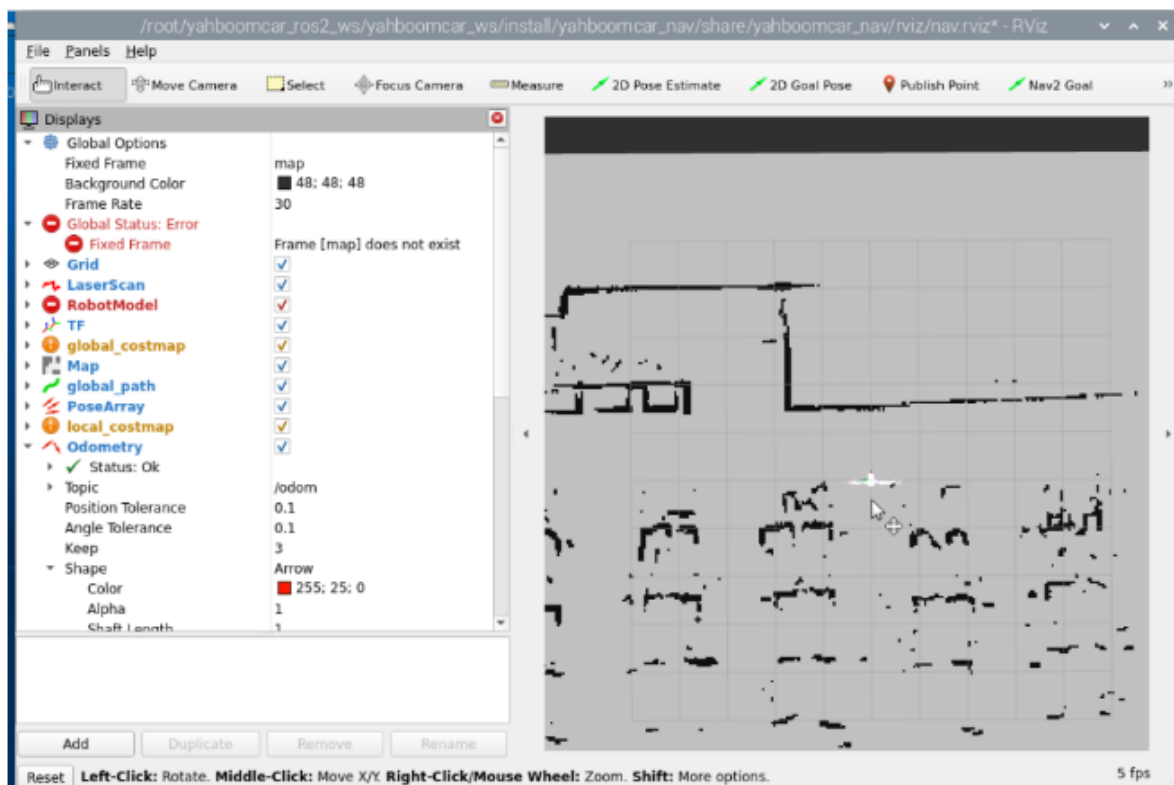 /root/yahboomcar_ros2_ws/yahboomcar_ws/install/yahboomcar_nav/share/yahboomcar_nav/rviz/nav.rviz* - RViz
File Panels Help
Interact Move Camera Select Focus Camera Measure 2D Pose Estimate 2D Goal Pose Publish Point Nav2 Goal »
Displays
Global Options
Fixed Frame map
Background Color 48; 48; 48
Frame Rate 30
Global Status: Error
Fixed Frame Frame [map] does not exist
Grid
LaserScan
RobotModel
TF
global_costmap
Map
global_path
PoseArray
local_costmap
Odometry
Status: Ok
Topic /odom
Position Tolerance 0.1
Angle Tolerance 0.1
Keep 3
Shape Arrow
Color 255; 25; 0
Alpha 1
Shaft Length 1
Add Duplicate Remove Rename
Reset Left-Click: Rotate. Middle-Click: Move X/Y. Right-Click/Mouse Wheel: Zoom. Shift: More options. 5 fps